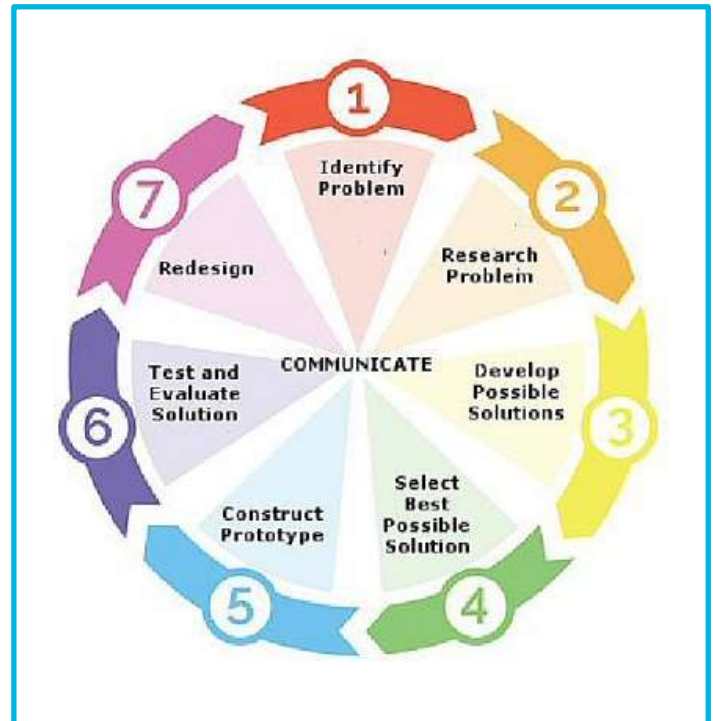 1
Identify
Problem
2
Research
Problem
3
Develop
Possible
Solutions
4
Select
Best
Possible
Solution
5
Construct
Prototype
6
Test and
Evaluate
Solution
7
Redesign
COMMUNICATE